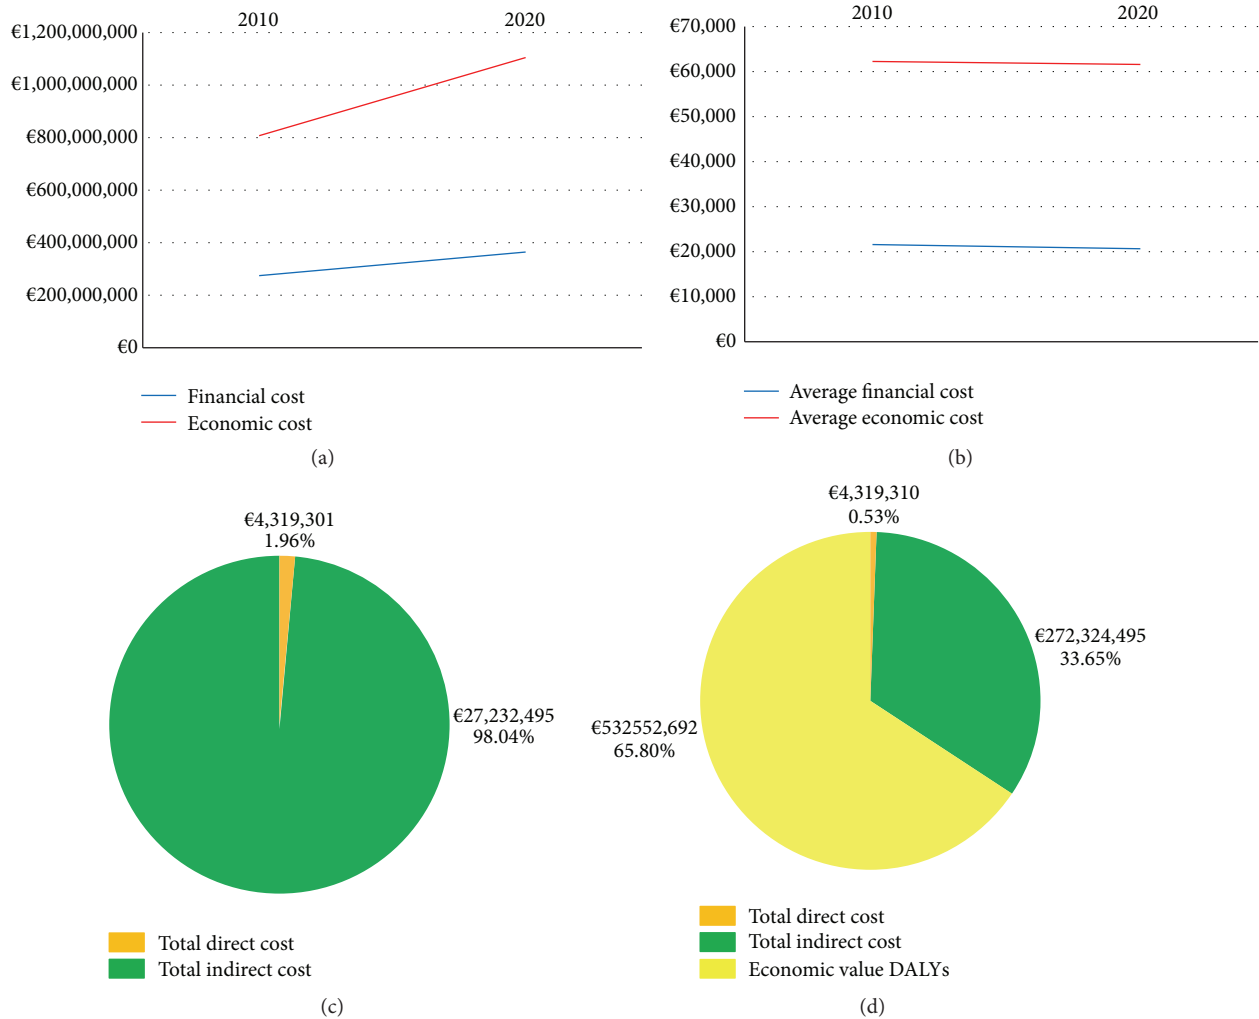 2010 2020
€1,200,000,000
€1,000,000,000
€800,000,000
€600,000,000
€400,000,000
€200,000,000
€0
Financial cost
Economic cost
(a)
2010 2020
€70,000
€60,000
€50,000
€40,000
€30,000
€20,000
€10,000
€0
Average financial cost
Average economic cost
(b)
€4,319,301
1.96%
€27,232,495
98.04%
Total direct cost
Total indirect cost
(c)
€4,319,310
0.53%
€272,324,495
33.65%
€532552,692
65.80%
Total direct cost
Total indirect cost
Economic value DALYs
(d)